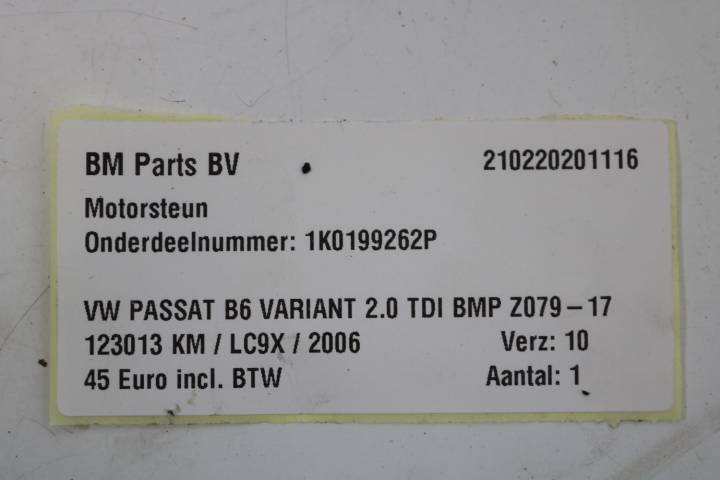 BM Parts BV 210220201116
Motorsteun
Onderdeelnummer: 1K0199262P
VW PASSAT B6 VARIANT 2.0 TDI BMP Z079-17
123013 KM / LC9X / 2006 Verz: 10
45 Euro incl. BTW Aantal: 1